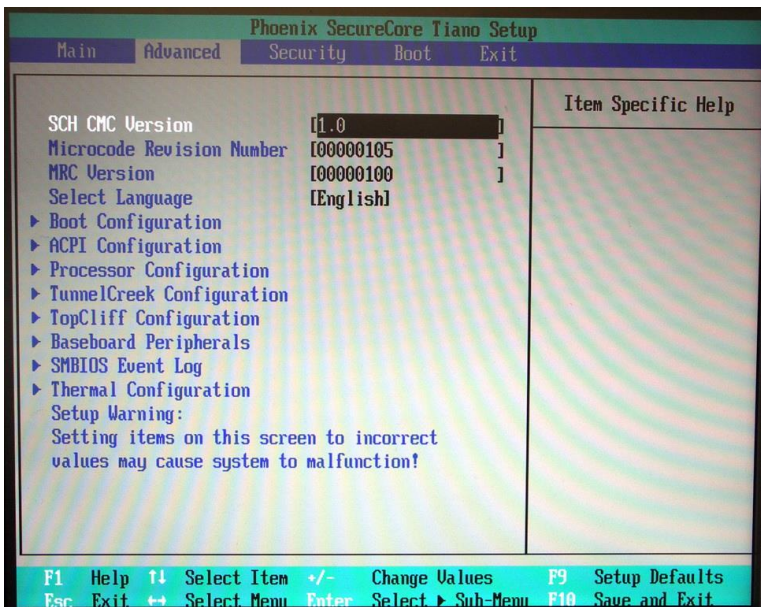 Phoenix SecureCore Tiano Setup
Main Advanced Security Boot Exit
Item Specific Help
SCH CMC Version [1.0 ]
Microcode Revision Number [00000105 ]
MRC Version [00000100 ]
Select Language [English]
▶ Boot Configuration
▶ ACPI Configuration
▶ Processor Configuration
▶ TunnelCreek Configuration
▶ TopCliff Configuration
▶ Baseboard Peripherals
▶ SMBIOS Event Log
▶ Thermal Configuration
Setup Warning:
Setting items on this screen to incorrect
values may cause system to malfunction!
F1 Help ↑↓ Select Item +/- Change Values F9 Setup Defaults
Esc Exit ↔ Select Menu Enter Select ▶ Sub-Menu F10 Save and Exit